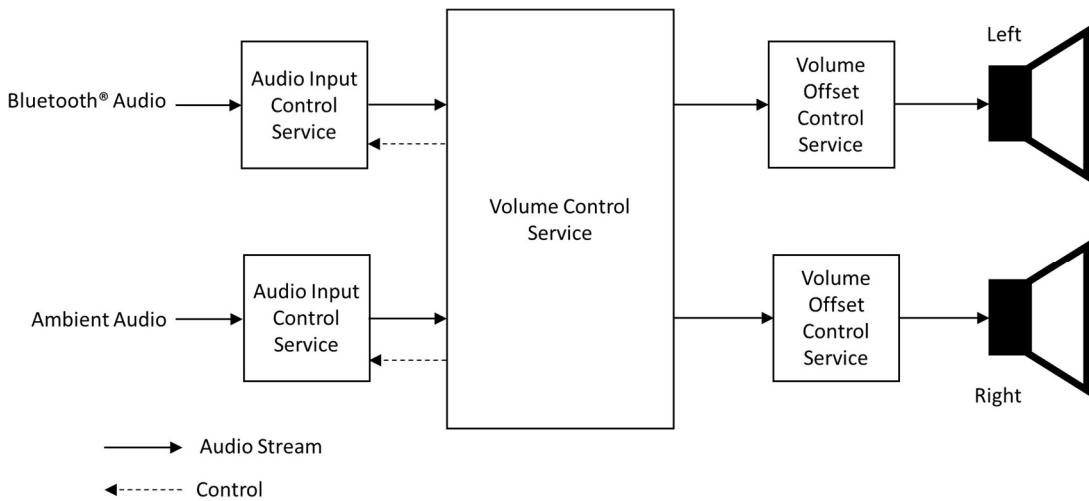 Bluetooth® Audio
Audio Input
Control
Service
Volume Control
Service
Volume
Offset
Control
Service
Left
Ambient Audio
Audio Input
Control
Service
Volume
Offset
Control
Service
Right
Audio Stream
Control